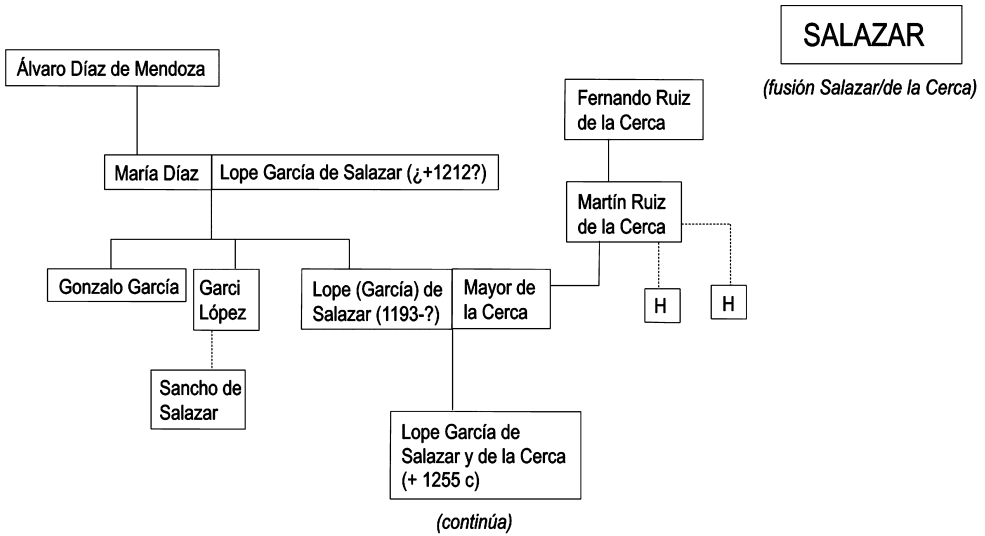 SALAZAR
(fusión Salazar/de la Cerca)
Álvaro Díaz de Mendoza
Fernando Ruiz
de la Cerca
María Díaz
Lope García de Salazar (¿+1212?)
Martín Ruiz
de la Cerca
Gonzalo García
Garci
López
Lope (García) de
Salazar (1193-?)
Mayor de
la Cerca
H
H
Sancho de
Salazar
Lope García de
Salazar y de la Cerca
(+ 1255 c)
(continúa)